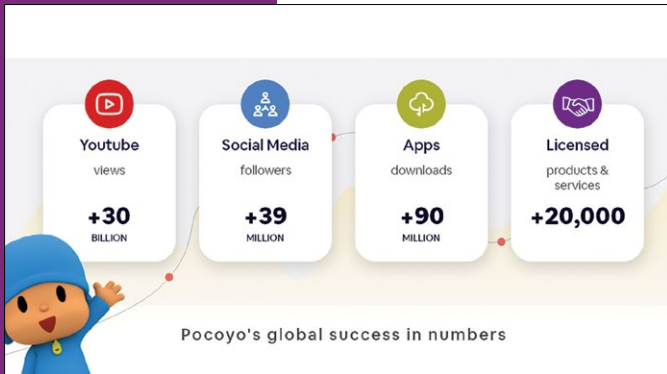 Youtube
views
+30
BILLION
Social Media
followers
+39
MILLION
Apps
downloads
+90
MILLION
Licensed
products &
services
+20,000
Pocoyo's global success in numbers